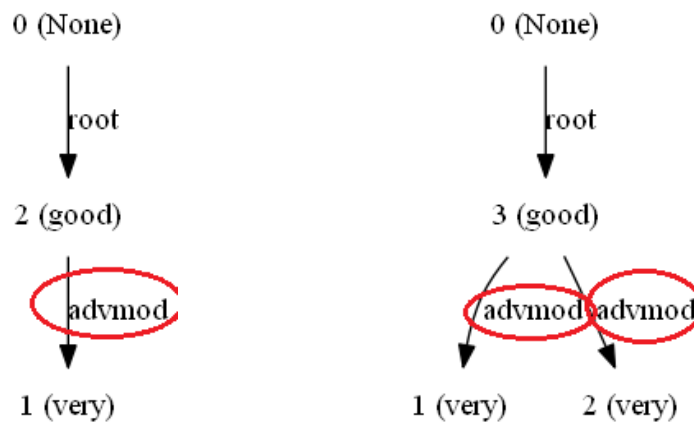 0 (None) 0 (None)
root root
2 (good) 3 (good)
advmod advmod advmod
1 (very) 1 (very) 2 (very)